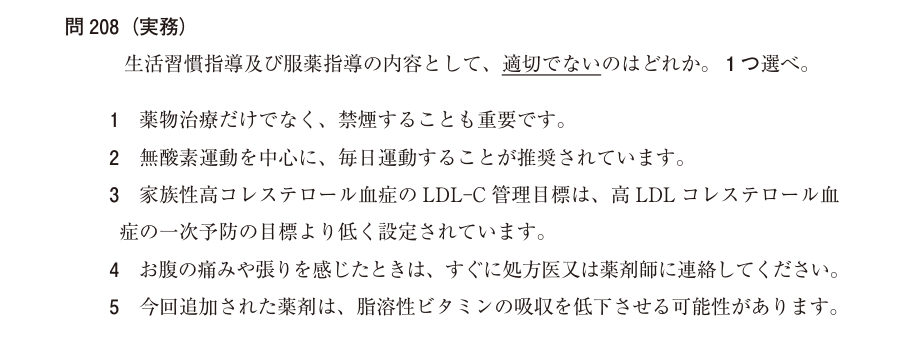 問 208（実務）
生活習慣指導及び服薬指導の内容として、適切でないのはどれか。1つ選べ。
1 薬物治療だけでなく、禁煙することも重要です。
2 無酸素運動を中心に、毎日運動することが推奨されています。
3 家族性高コレステロール血症の LDL-C 管理目標は、高 LDL コレステロール血
症の一次予防の目標より低く設定されています。
4 お腹の痛みや張りを感じたときは、すぐに処方医又は薬剤師に連絡してください。
5 今回追加された薬剤は、脂溶性ビタミンの吸収を低下させる可能性があります。